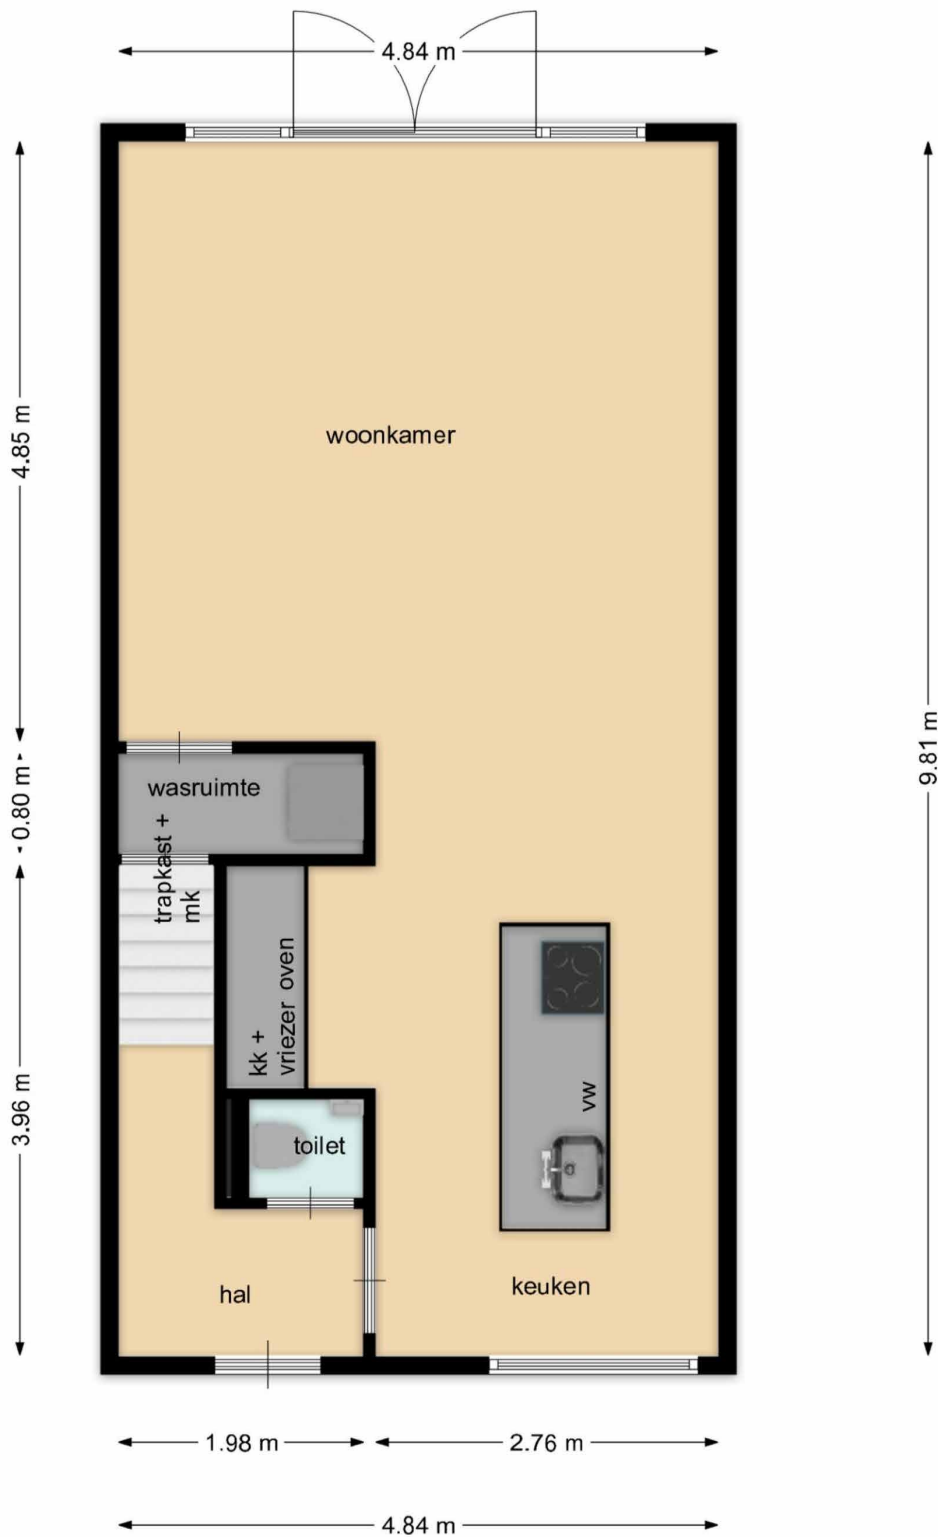 4.84 m
4.85 m
woonkamer
9.81 m
0.80 m
wasruimte
trapkast +
mk
kk +
vriezer oven
vw
3.96 m
toilet
hal
keuken
1.98 m
2.76 m
4.84 m